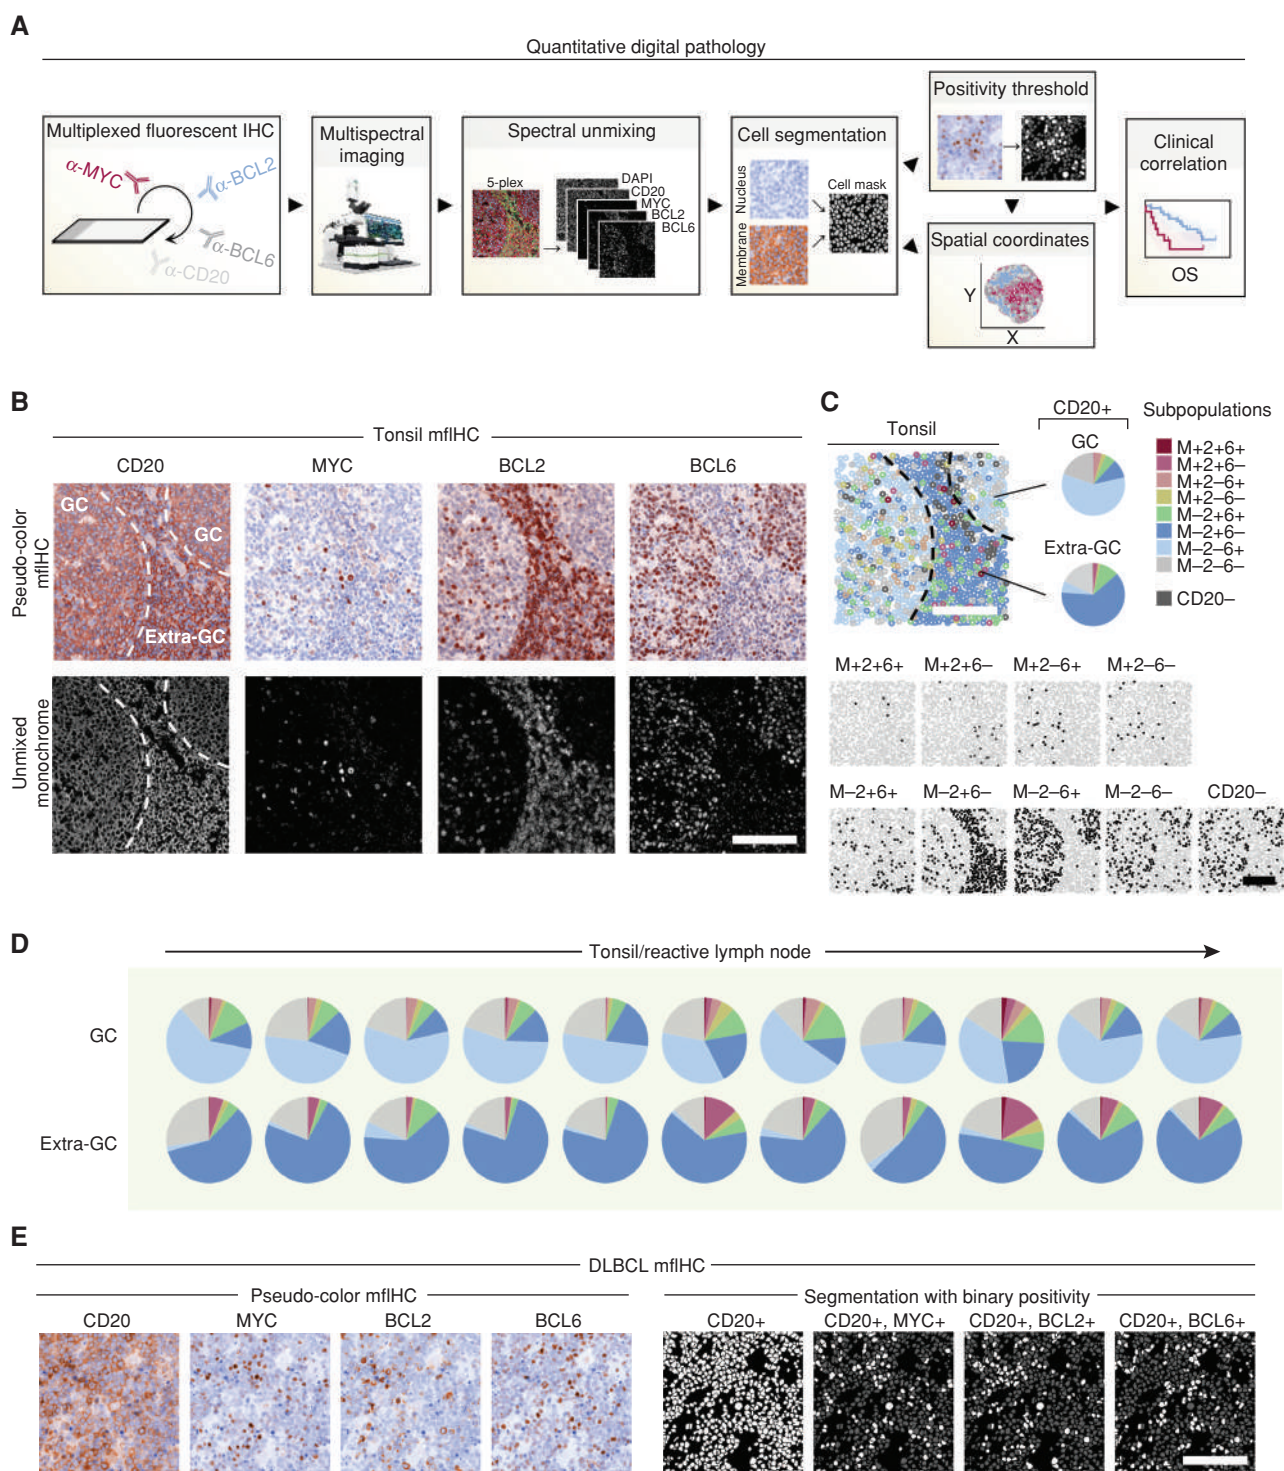 A
Quantitative digital pathology
Multiplexed fluorescent IHC
α-MYC
α-BCL2
α-BCL6
α-CD20
Multispectral
imaging
Spectral unmixing
5-plex
DAPI
CD20
MYC
BCL2
BCL6
Cell segmentation
Nucleus
Membrane
Cell mask
Positivity threshold
Spatial coordinates
Y
X
Clinical
correlation
OS
B
Tonsil mfIHC
CD20
MYC
BCL2
BCL6
Pseudo-color
mfIHC
GC
GC
Extra-GC
Unmixed
monochrome
C
Tonsil
CD20+
GC
Extra-GC
Subpopulations
M+2+6+
M+2+6–
M+2–6+
M+2–6–
M–2+6+
M–2+6–
M–2–6+
M–2–6–
CD20–
M+2+6+
M+2+6–
M+2–6+
M+2–6–
M–2+6+
M–2+6–
M–2–6+
M–2–6–
CD20–
D
Tonsil/reactive lymph node
GC
Extra-GC
E
DLBCL mfIHC
Pseudo-color mfIHC
CD20
MYC
BCL2
BCL6
Segmentation with binary positivity
CD20+
CD20+, MYC+
CD20+, BCL2+
CD20+, BCL6+